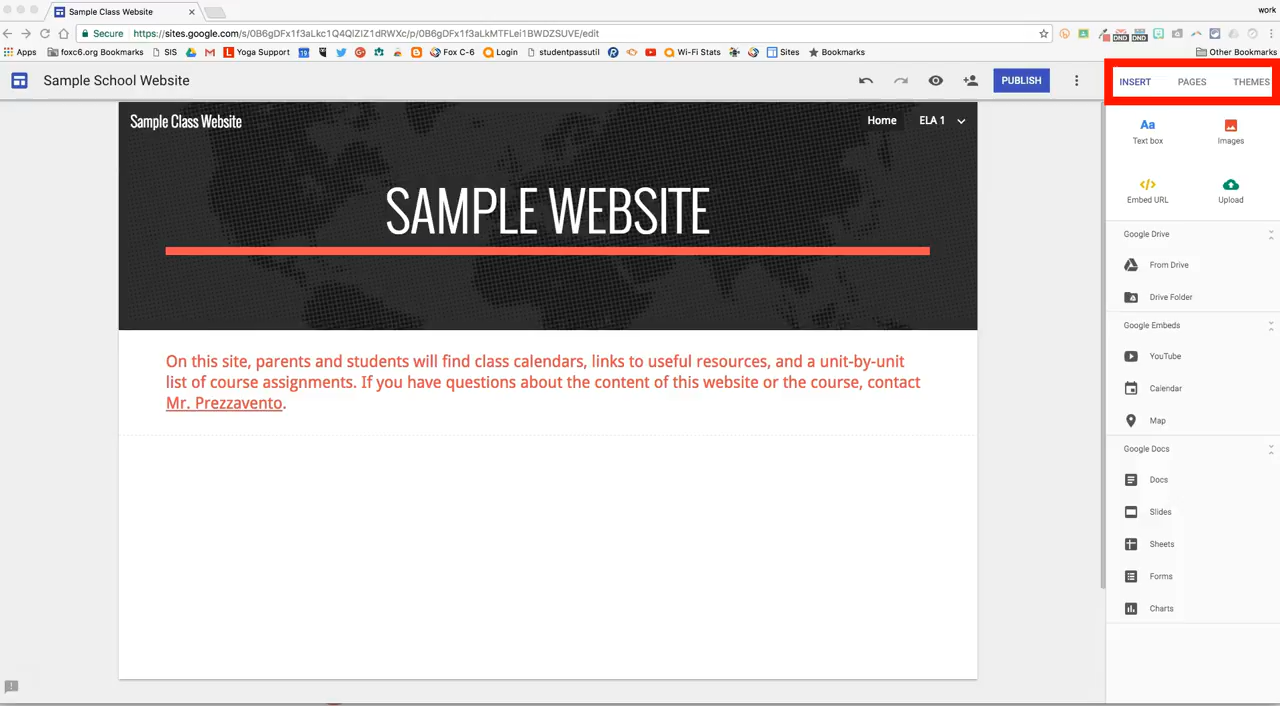 Sample Class Website
work
Secure https://sites.google.com/s/0B6gDFx1f3aLkc1Q4QlZIZ1dRWXc/p/0B6gDFx1f3aLkMTFLei1BWDZSUVE/edit
Apps foxc6.org Bookmarks SIS Yoga Support Fox C-6 Login studentpassutil Wi-Fi Stats Sites Bookmarks Other Bookmarks
Sample School Website PUBLISH INSERT PAGES THEMES
Sample Class Website Home ELA 1
SAMPLE WEBSITE
On this site, parents and students will find class calendars, links to useful resources, and a unit-by-unit
list of course assignments. If you have questions about the content of this website or the course, contact
Mr. Prezzavento.
Aa
Text box Images
Embed URL Upload
Google Drive
From Drive
Drive Folder
Google Embeds
YouTube
Calendar
Map
Google Docs
Docs
Slides
Sheets
Forms
Charts